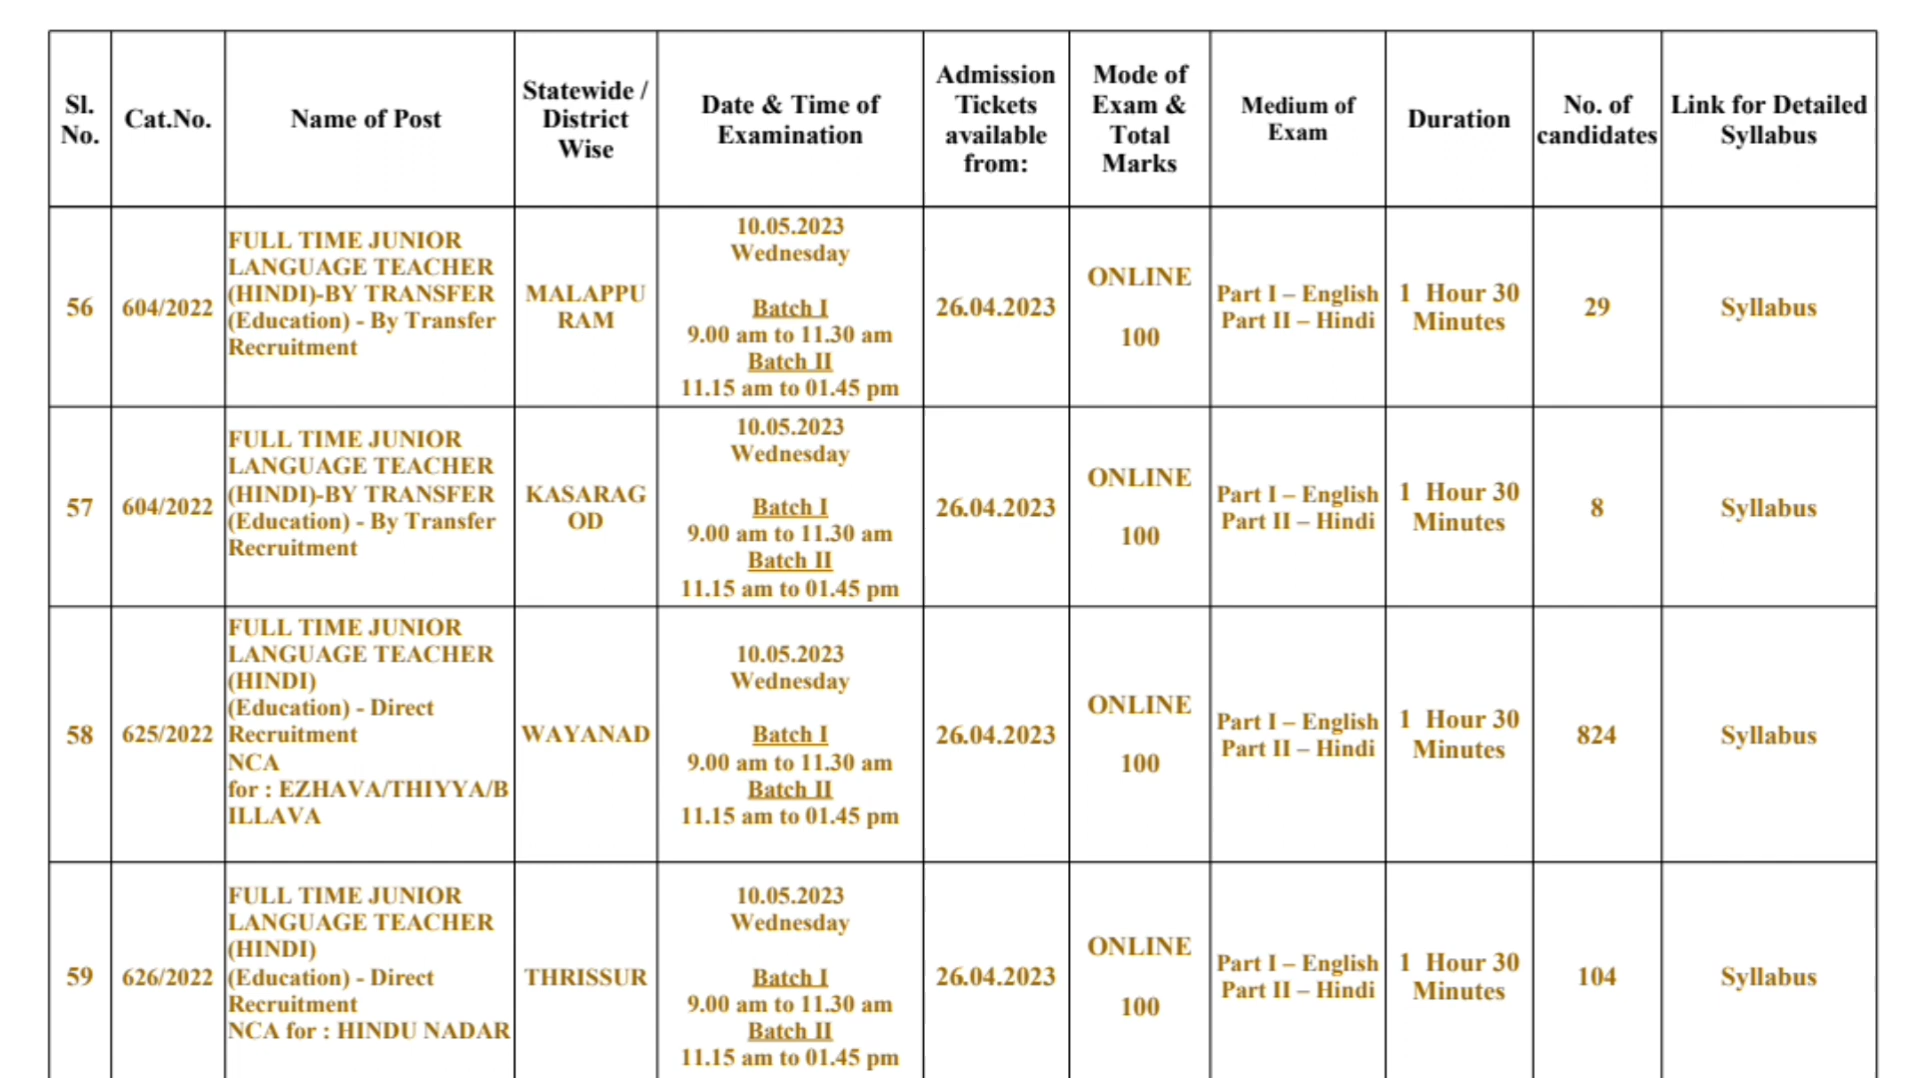 Sl. No.
Cat.No.
Name of Post
Statewide / District Wise
Date & Time of Examination
Admission Tickets available from:
Mode of Exam & Total Marks
Medium of Exam
Duration
No. of candidates
Link for Detailed Syllabus
56
604/2022
FULL TIME JUNIOR
LANGUAGE TEACHER
(HINDI)-BY TRANSFER
(Education) - By Transfer
Recruitment
MALAPPU
RAM
10.05.2023
Wednesday
Batch I
9.00 am to 11.30 am
Batch II
11.15 am to 01.45 pm
26.04.2023
ONLINE
100
Part I – English
Part II – Hindi
1 Hour 30
Minutes
29
Syllabus
57
604/2022
FULL TIME JUNIOR
LANGUAGE TEACHER
(HINDI)-BY TRANSFER
(Education) - By Transfer
Recruitment
KASARAG
OD
10.05.2023
Wednesday
Batch I
9.00 am to 11.30 am
Batch II
11.15 am to 01.45 pm
26.04.2023
ONLINE
100
Part I – English
Part II – Hindi
1 Hour 30
Minutes
8
Syllabus
58
625/2022
FULL TIME JUNIOR
LANGUAGE TEACHER
(HINDI)
(Education) - Direct
Recruitment
NCA
for : EZHAVA/THIYYA/B
ILLAVA
WAYANAD
10.05.2023
Wednesday
Batch I
9.00 am to 11.30 am
Batch II
11.15 am to 01.45 pm
26.04.2023
ONLINE
100
Part I – English
Part II – Hindi
1 Hour 30
Minutes
824
Syllabus
59
626/2022
FULL TIME JUNIOR
LANGUAGE TEACHER
(HINDI)
(Education) - Direct
Recruitment
NCA for : HINDU NADAR
THRISSUR
10.05.2023
Wednesday
Batch I
9.00 am to 11.30 am
Batch II
11.15 am to 01.45 pm
26.04.2023
ONLINE
100
Part I – English
Part II – Hindi
1 Hour 30
Minutes
104
Syllabus